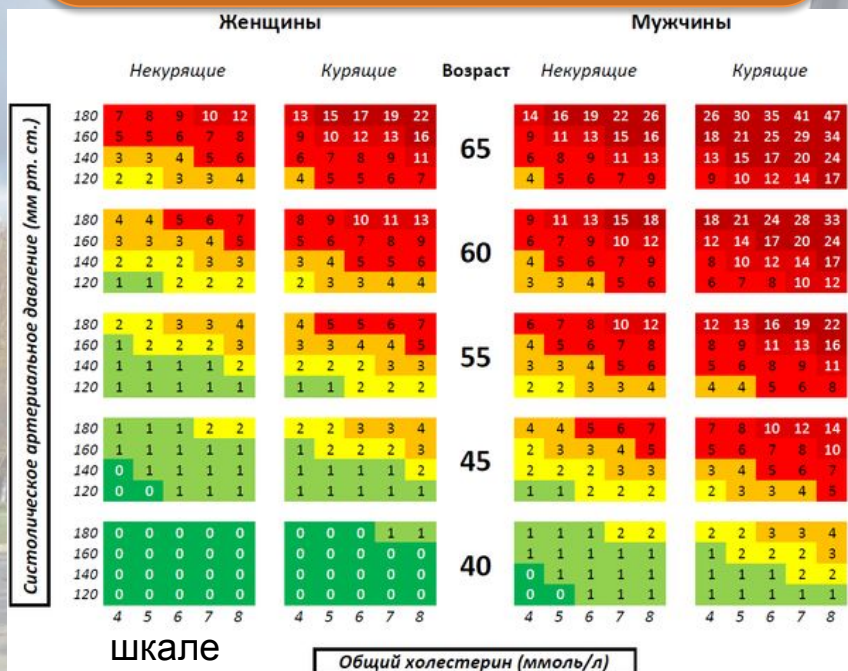 Женщины Мужчины
Некурящие Курящие Возраст Некурящие Курящие
Систолическое артериальное давление (мм рт. ст.)
180 7 8 9 10 12 13 15 17 19 22 14 16 19 22 26 26 30 35 41 47
160 5 5 6 7 8 9 10 12 13 16 9 11 13 15 16 18 21 25 29 34
65
140 3 3 4 5 6 6 7 8 9 11 6 8 9 11 13 13 15 17 20 24
120 2 2 3 3 4 4 5 5 6 7 4 5 6 7 9 9 10 12 14 17
180 4 4 5 6 7 8 9 10 11 13 9 11 13 15 18 18 21 24 28 33
160 3 3 3 4 5 5 6 7 8 9 6 7 9 10 12 12 14 17 20 24
60
140 2 2 2 3 3 3 4 5 5 6 4 5 6 7 9 8 10 12 14 17
120 1 1 2 2 2 2 3 3 4 4 3 3 4 5 6 6 7 8 10 12
180 2 2 3 3 4 4 5 5 6 7 6 7 8 10 12 12 13 16 19 22
160 1 2 2 2 3 3 3 4 4 5 4 5 6 7 8 8 9 11 13 16
55
140 1 1 1 1 2 2 2 2 3 3 3 3 4 5 6 5 6 8 9 11
120 1 1 1 1 1 1 1 2 2 2 2 2 3 3 4 4 4 5 6 8
180 1 1 1 2 2 2 2 3 3 4 4 4 5 6 7 7 8 10 12 14
160 1 1 1 1 1 1 2 2 2 3 2 3 3 4 5 5 6 7 8 10
45
140 0 1 1 1 1 1 1 1 1 2 2 2 2 3 3 3 4 5 6 7
120 0 0 1 1 1 1 1 1 1 1 1 1 2 2 2 2 3 3 4 5
180 0 0 0 0 0 0 0 0 1 1 1 1 1 2 2 2 2 3 3 4
160 0 0 0 0 0 0 0 0 0 0 1 1 1 1 1 1 2 2 2 3
40
140 0 0 0 0 0 0 0 0 0 0 0 1 1 1 1 1 1 1 2 2
120 0 0 0 0 0 0 0 0 0 0 0 0 1 1 1 1 1 1 1 1
4 5 6 7 8 4 5 6 7 8 4 5 6 7 8 4 5 6 7 8
шкале
Общий холестерин (ммоль/л)